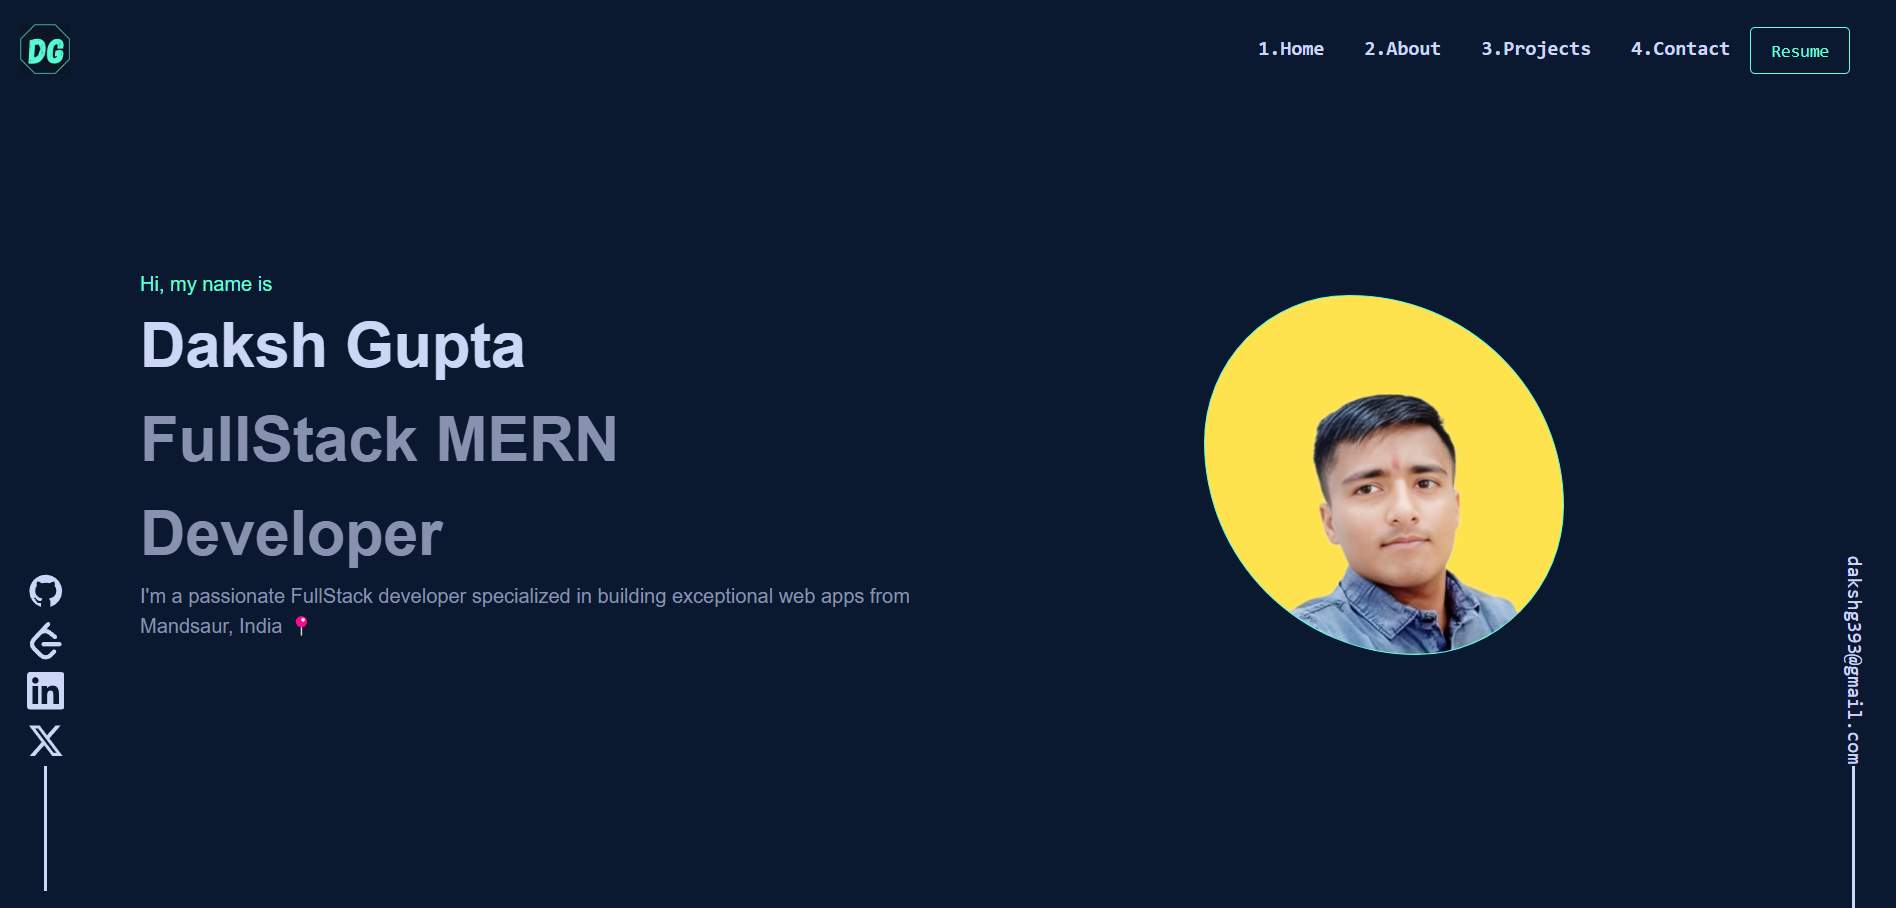 DG
1.Home 2.About 3.Projects 4.Contact Resume
Hi, my name is
Daksh Gupta
FullStack MERN
Developer
I'm a passionate FullStack developer specialized in building exceptional web apps from
Mandsaur, India
in
dakshg393@gmail.com